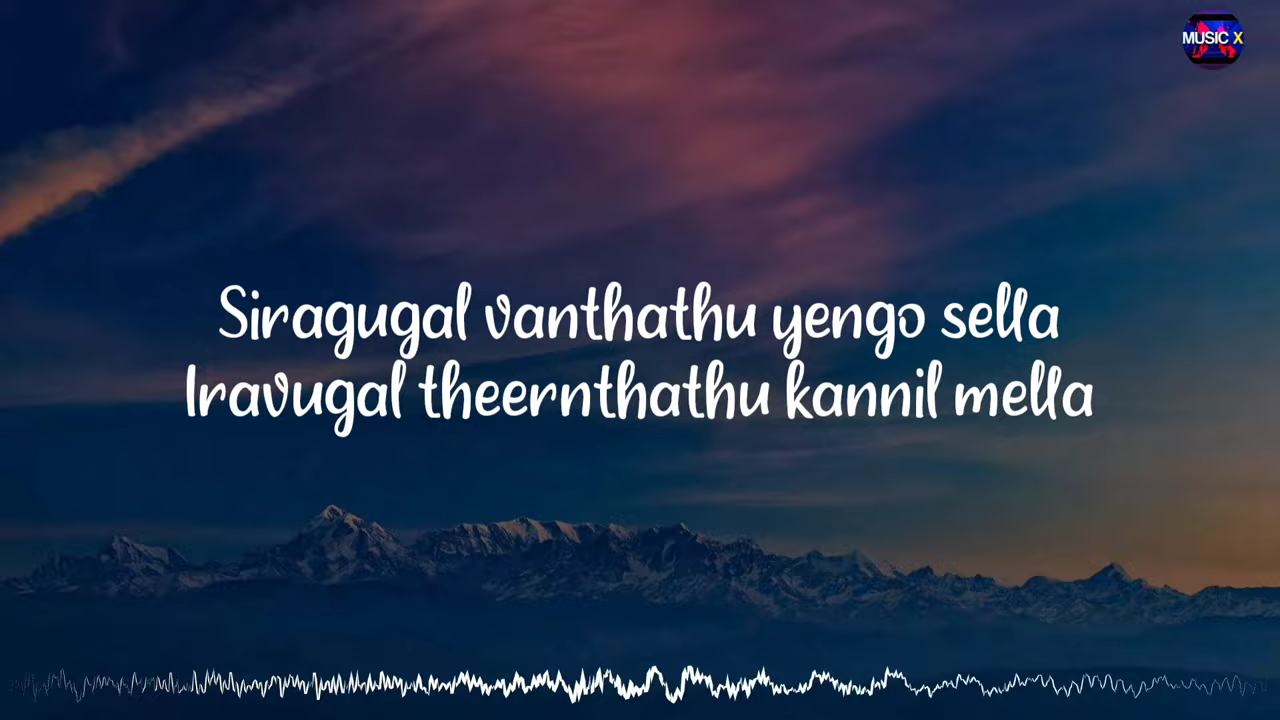 MUSIC X
Siragugal vanthathu yengo sella
Iravugal theernthathu kannil mella